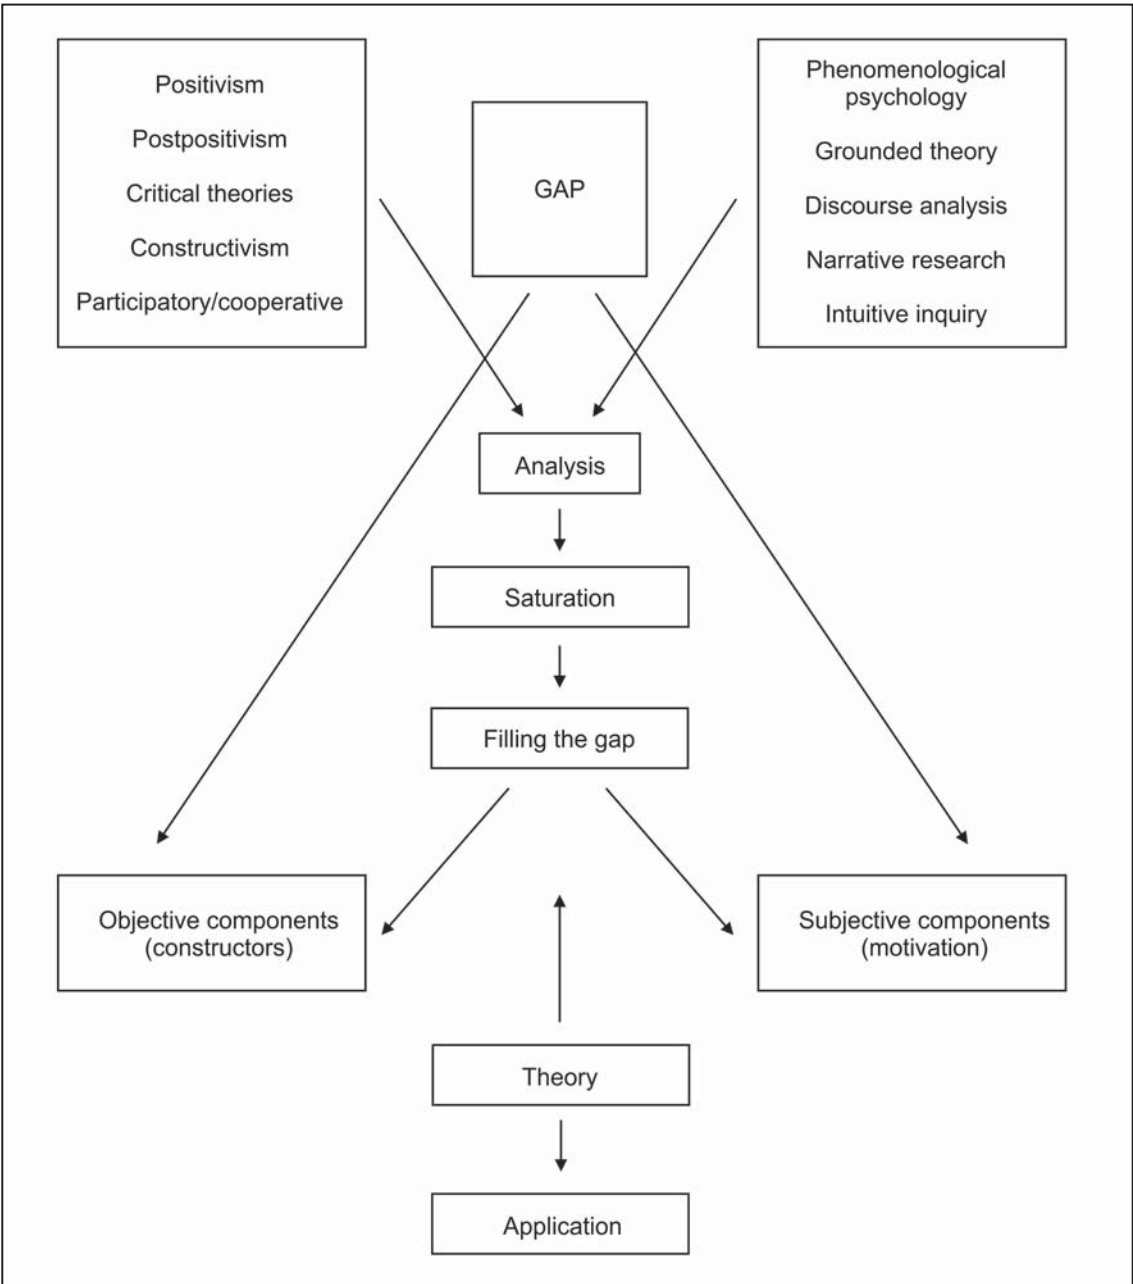 Positivism
Postpositivism
Critical theories
Constructivism
Participatory/cooperative
GAP
Phenomenological
psychology
Grounded theory
Discourse analysis
Narrative research
Intuitive inquiry
Analysis
Saturation
Filling the gap
Objective components
(constructors)
Subjective components
(motivation)
Theory
Application